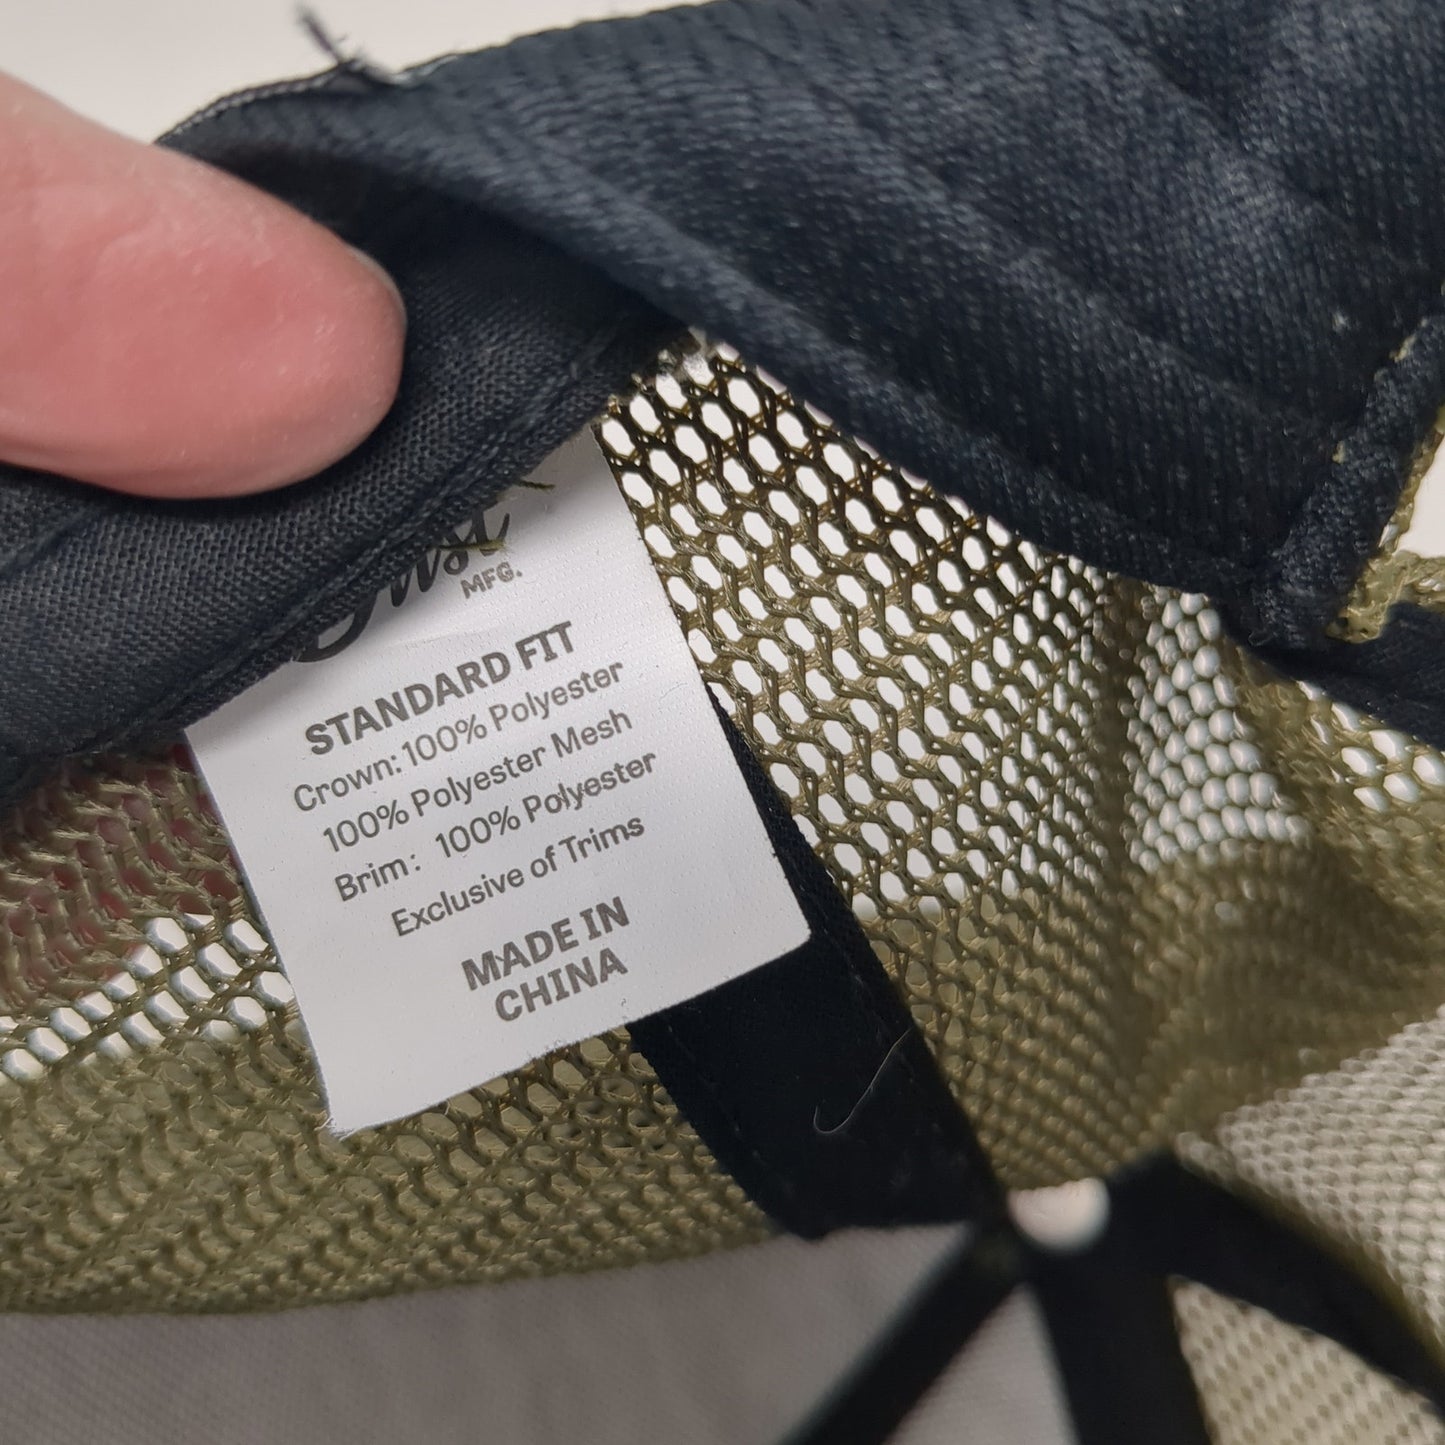 MFG.
STANDARD FIT
Crown: 100% Polyester
100% Polyester Mesh
Brim: 100% Polyester
Exclusive of Trims
MADE IN
CHINA